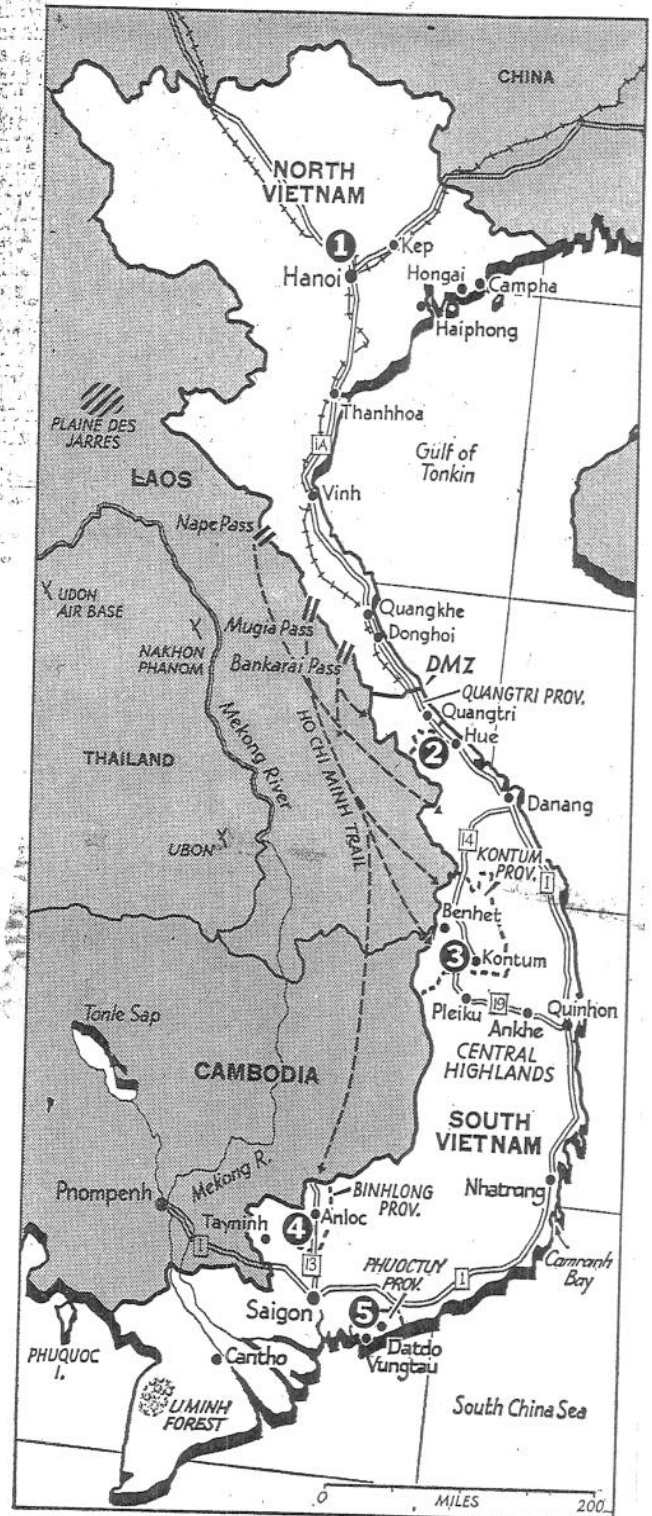 CHINA
NORTH
VIETNAM
1
Kep
Hanoi
Hongai
Campha
Haiphong
Thanhhoa
PLAINE DES
JARRES
1A
Gulf of
Tonkin
LAOS
Vinh
Nape Pass
UDON
AIR BASE
Quangkhe
Mugia Pass
Donghoi
NAKHON
PHANOM
Bankarai Pass
DMZ
QUANGTRI PROV.
Quangtri
Hue
2
Mekong River
HO CHI MINH TRAIL
THAILAND
Danang
UBON
14
KONTUM
PROV.
1
Benhet
3
Kontum
Pleiku
19
Ankhe
Quinhon
Tonle Sap
CENTRAL
HIGHLANDS
CAMBODIA
SOUTH
VIETNAM
Mekong R.
Pnompenh
BINHLONG
PROV.
Nhatrang
Tayninh
4
Anloc
1
13
PHUOCTUY
PROV.
1
Camranh
Bay
Saigon
5
Datdo
Vungtau
PHUQUOC
I.
Cantho
U MINH
FOREST
South China Sea
0
MILES
200